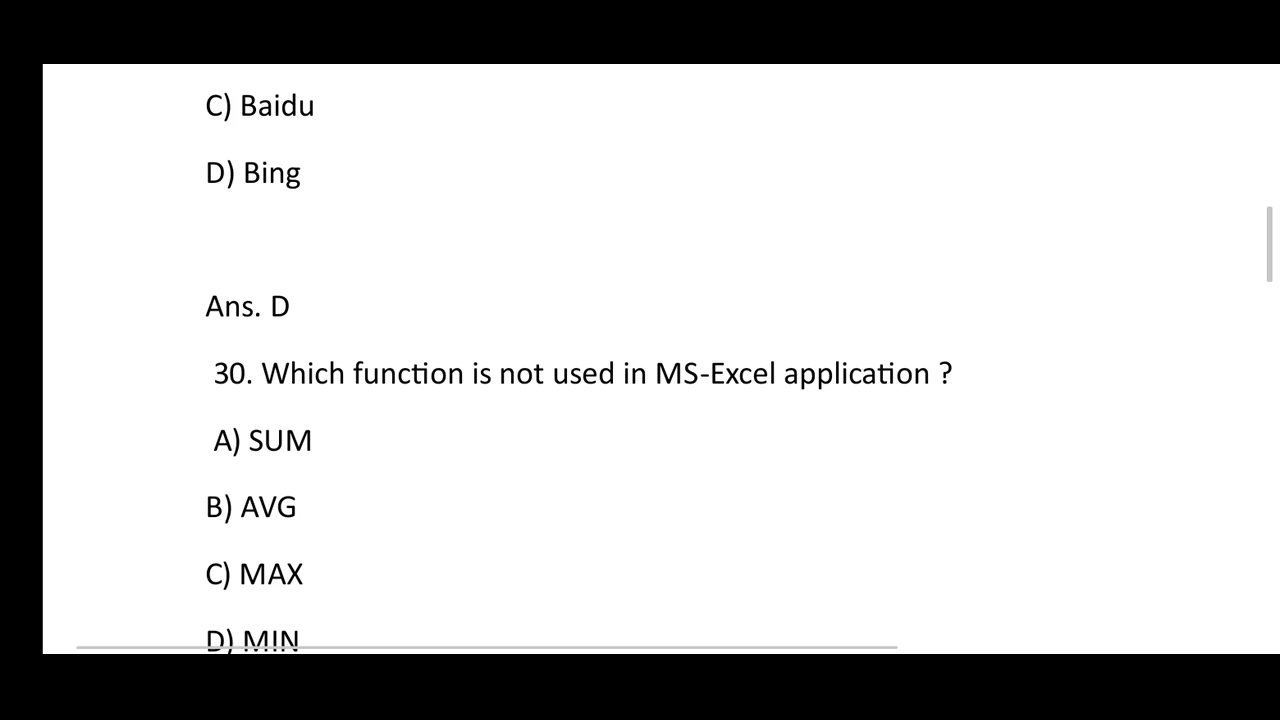 C) Baidu
D) Bing
Ans. D
30. Which function is not used in MS-Excel application ?
A) SUM
B) AVG
C) MAX
D) MIN